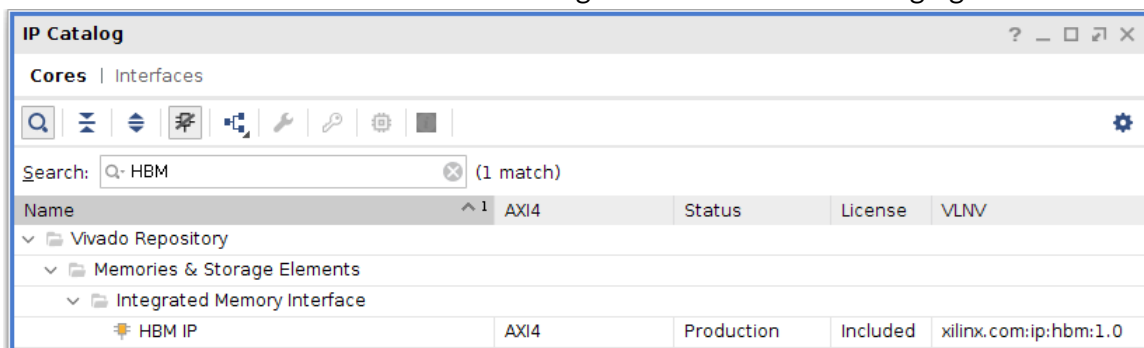 IP Catalog
Cores | Interfaces
Search: HBM (1 match)
Name 1 AXI4 Status License VLNV
Vivado Repository
Memories & Storage Elements
Integrated Memory Interface
HBM IP AXI4 Production Included xilinx.com:ip:hbm:1.0